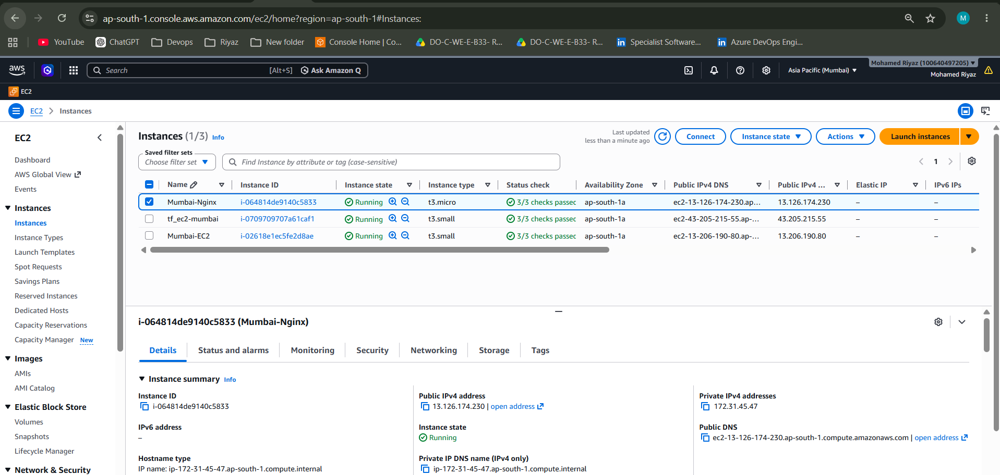 ap-south-1.console.aws.amazon.com/ec2/home?region=ap-south-1#Instances:
M
YouTube ChatGPT Devops Riyaz New folder Console Home | Co... DO-C-WE-E-B33- R... DO-C-WE-E-B33- R... Specialist Software... Azure DevOps Engi...
aws Search [Alt+S] Ask Amazon Q Asia Pacific (Mumbai) Mohamed Riyaz (100640497205)
Mohamed Riyaz
EC2
EC2 Instances
EC2
Dashboard
AWS Global View
Events
Instances
Instances
Instance Types
Launch Templates
Spot Requests
Savings Plans
Reserved Instances
Dedicated Hosts
Capacity Reservations
Capacity Manager New
Images
AMIs
AMI Catalog
Elastic Block Store
Volumes
Snapshots
Lifecycle Manager
Network & Security
Instances (1/3) Info
Last updated
less than a minute ago
Connect Instance state Actions Launch instances
Saved filter sets
Choose filter set
Find Instance by attribute or tag (case-sensitive)
1
Name Instance ID Instance state Instance type Status check Availability Zone Public IPv4 DNS Public IPv4 ... Elastic IP IPv6 IPs
Mumbai-Nginx i-064814de9140c5833 Running t3.micro 3/3 checks passec ap-south-1a ec2-13-126-174-230.ap... 13.126.174.230 – –
tf_ec2-mumbai i-0709709707a61caf1 Running t3.small 3/3 checks passec ap-south-1a ec2-43-205-215-55.ap-... 43.205.215.55 – –
Mumbai-EC2 i-02618e1ec5fe2d8ae Running t3.small 3/3 checks passec ap-south-1a ec2-13-206-190-80.ap-... 13.206.190.80 – –
i-064814de9140c5833 (Mumbai-Nginx)
Details Status and alarms Monitoring Security Networking Storage Tags
Instance summary Info
Instance ID
i-064814de9140c5833
Public IPv4 address
13.126.174.230 | open address
Private IPv4 addresses
172.31.45.47
IPv6 address
–
Instance state
Running
Public DNS
ec2-13-126-174-230.ap-south-1.compute.amazonaws.com | open address
Hostname type
IP name: ip-172-31-45-47.ap-south-1.compute.internal
Private IP DNS name (IPv4 only)
ip-172-31-45-47.ap-south-1.compute.internal